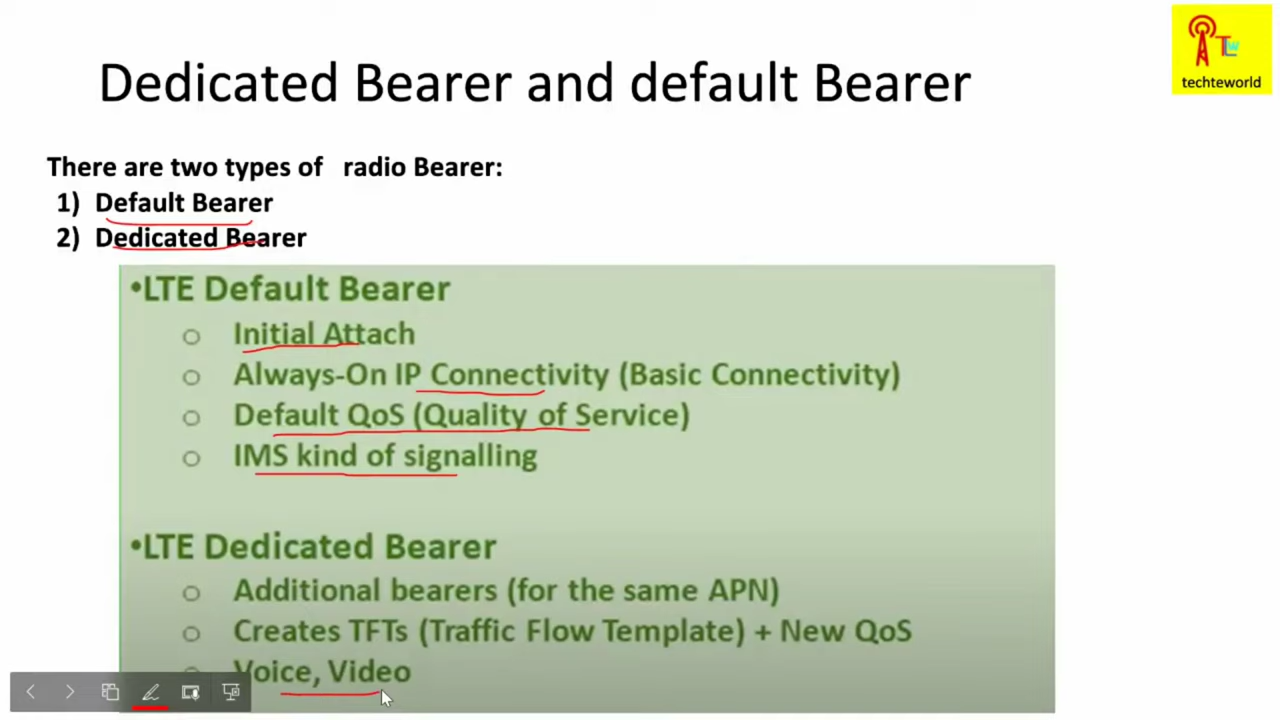 Dedicated Bearer and default Bearer
TLW
techteworld
There are two types of radio Bearer:
1) Default Bearer
2) Dedicated Bearer
•LTE Default Bearer
o Initial Attach
o Always-On IP Connectivity (Basic Connectivity)
o Default QoS (Quality of Service)
o IMS kind of signalling
•LTE Dedicated Bearer
o Additional bearers (for the same APN)
o Creates TFTs (Traffic Flow Template) + New QoS
o Voice, Video